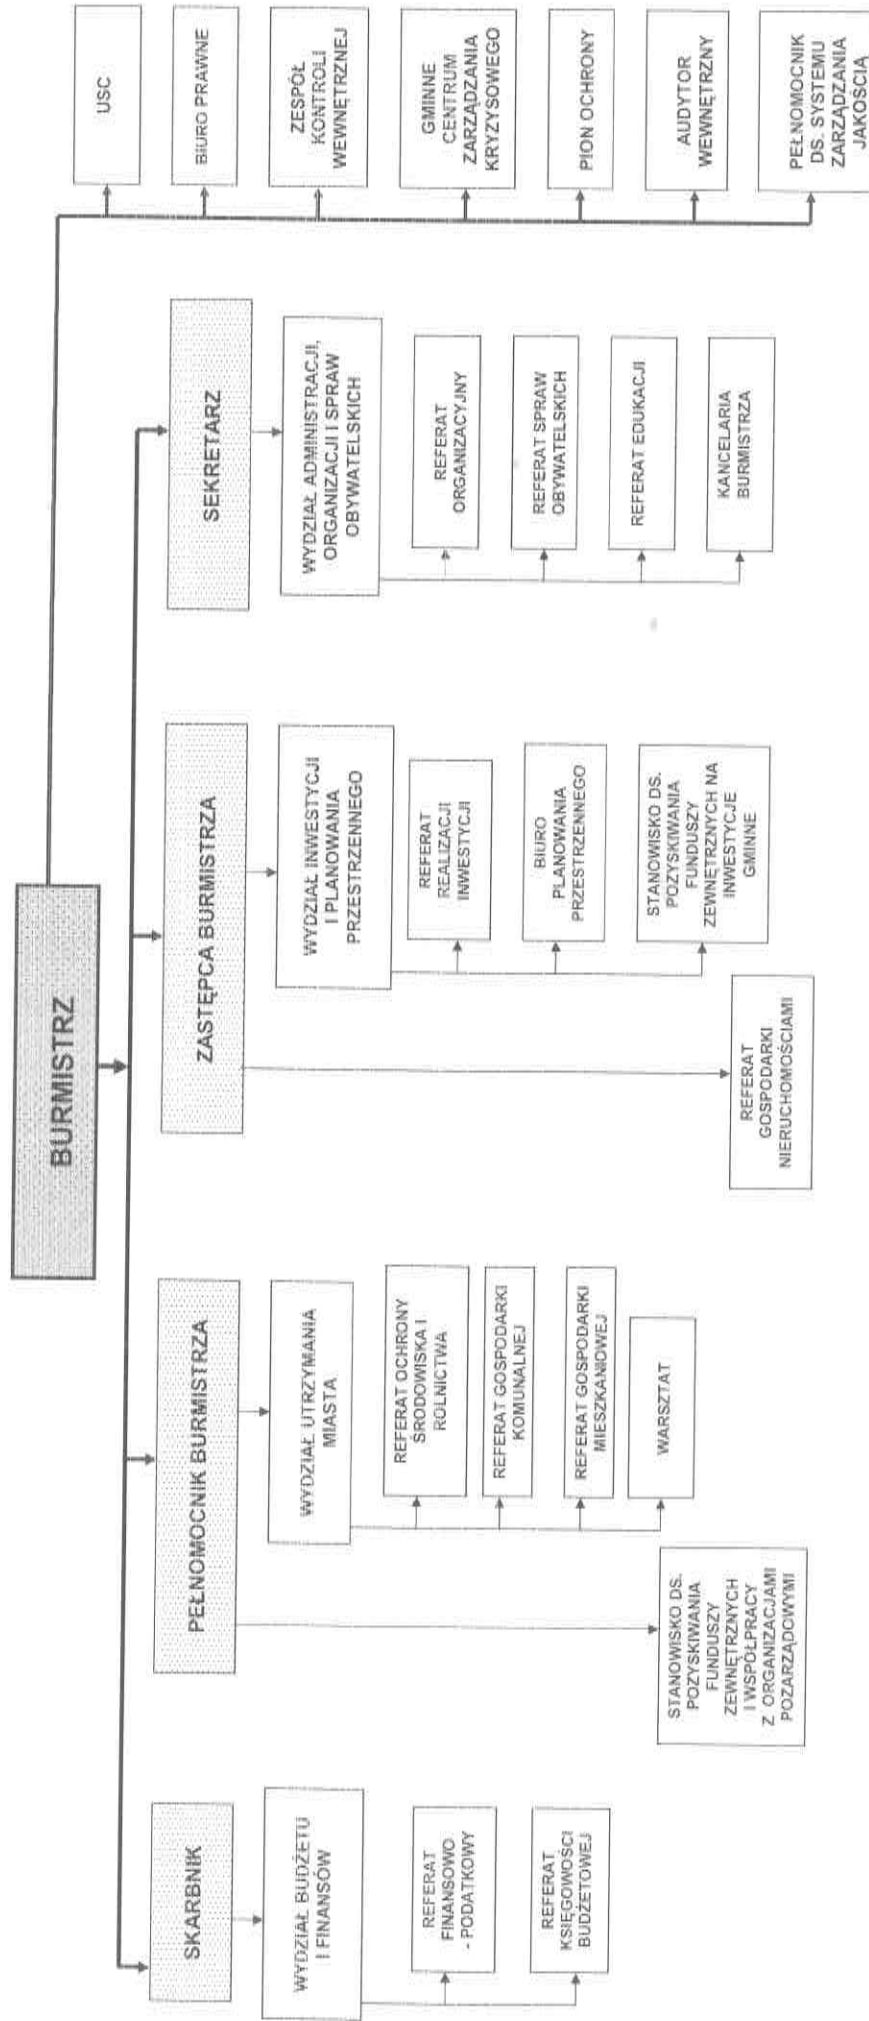 BURMISTRZ
SKARBNIK
WYDZIAŁ BUDŻETU
I FINANSÓW
REFERAT
FINANSOWO
- PODATKOWY
REFERAT
KSIĘGOWOŚCI
BUDŻETOWEJ
PEŁNOMOCNIK BURMISTRZA
WYDZIAŁ UTRZYMANIA
MIASTA
REFERAT OCHRONY
ŚRODOWISKA I
ROLNICTWA
REFERAT GOSPODARKI
KOMUNALNEJ
REFERAT GOSPODARKI
MIESZKANIOWEJ
WARSZTAT
STANOWISKO DS.
POZYSKIWANIA
FUNDUSZY
ZEWNĘTRZNYCH
I WSPÓŁPRACY
Z ORGANIZACJAMI
POZARZĄDOWYMI
ZASTĘPCA BURMISTRZA
WYDZIAŁ INWESTYCJI
I PLANOWANIA
PRZESTRZENNEGO
REFERAT
REALIZACJI
INWESTYCJI
BIURO
PLANOWANIA
PRZESTRZENNEGO
STANOWISKO DS.
POZYSKIWANIA
FUNDUSZY
ZEWNĘTRZNYCH NA
INWESTYCJE
GMINNE
REFERAT
GOSPODARKI
NIERUCHOMOŚCIAMI
SEKRETARZ
WYDZIAŁ ADMINISTRACJI,
ORGANIZACJI I SPRAW
OBYWATELSKICH
REFERAT
ORGANIZACYJNY
REFERAT SPRAW
OBYWATELSKICH
REFERAT EDUKACJI
KANCELARIA
BURMISTRZA
USC
BIURO PRAWNE
ZESPÓŁ
KONTROLI
WEWNĘTRZNEJ
GMINNE
CENTRUM
ZARZĄDZANIA
KRYZYSOWEGO
PION OCHRONY
AUDYTOR
WEWNĘTRZNY
PEŁNOMOCNIK
DS. SYSTEMU
ZARZĄDZANIA
JAKOŚCIĄ